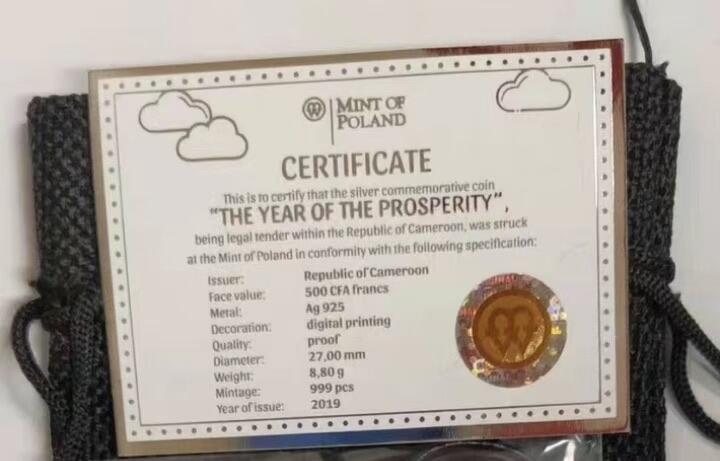 MINT OF
POLAND
CERTIFICATE
This is to certify that the silver commemorative coin
"THE YEAR OF THE PROSPERITY",
being legal tender within the Republic of Cameroon, was struck
at the Mint of Poland in conformity with the following specification:
Issuer: Republic of Cameroon
Face value: 500 CFA francs
Metal: Ag 925
Decoration: digital printing
Quality: proof
Diameter: 27,00 mm
Weight: 8,80 g
Mintage: 999 pcs
Year of issue: 2019